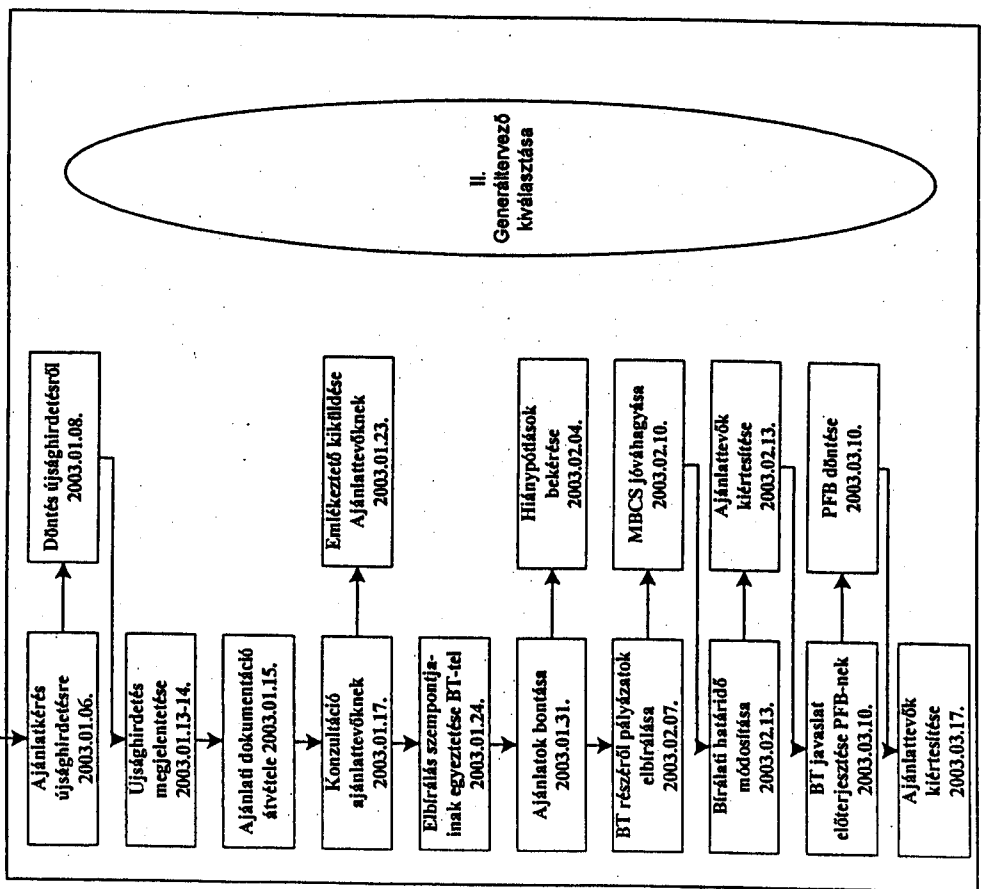 II.
Generáltervező
kiválasztása
Ajánlatkérés
újsághirdetésre
2003.01.06.
Döntés újsághirdetésről
2003.01.08.
Újsághirdetés
megjelentetése
2003.01.13-14.
Ajánlati dokumentáció
átvétele 2003.01.15.
Konzultáció
ajánlattevőknek
2003.01.17.
Emlékeztető kiküldése
Ajánlattevőknek
2003.01.23.
Elbírálás szempontja-
inak egyeztetése BT-tel
2003.01.24.
Ajánlatok bontása
2003.01.31.
Hiánypótlások
bekérése
2003.02.04.
BT részéről pályázatok
elbírálása
2003.02.07.
MBCS jóváhagyása
2003.02.10.
Bírálati határidő
módosítása
2003.02.13.
Ajánlattevők
kiértesítése
2003.02.13.
BT javaslat
előterjesztése PFB-nek
2003.03.10.
PFB döntése
2003.03.10.
Ajánlattevők
kiértesítése
2003.03.17.